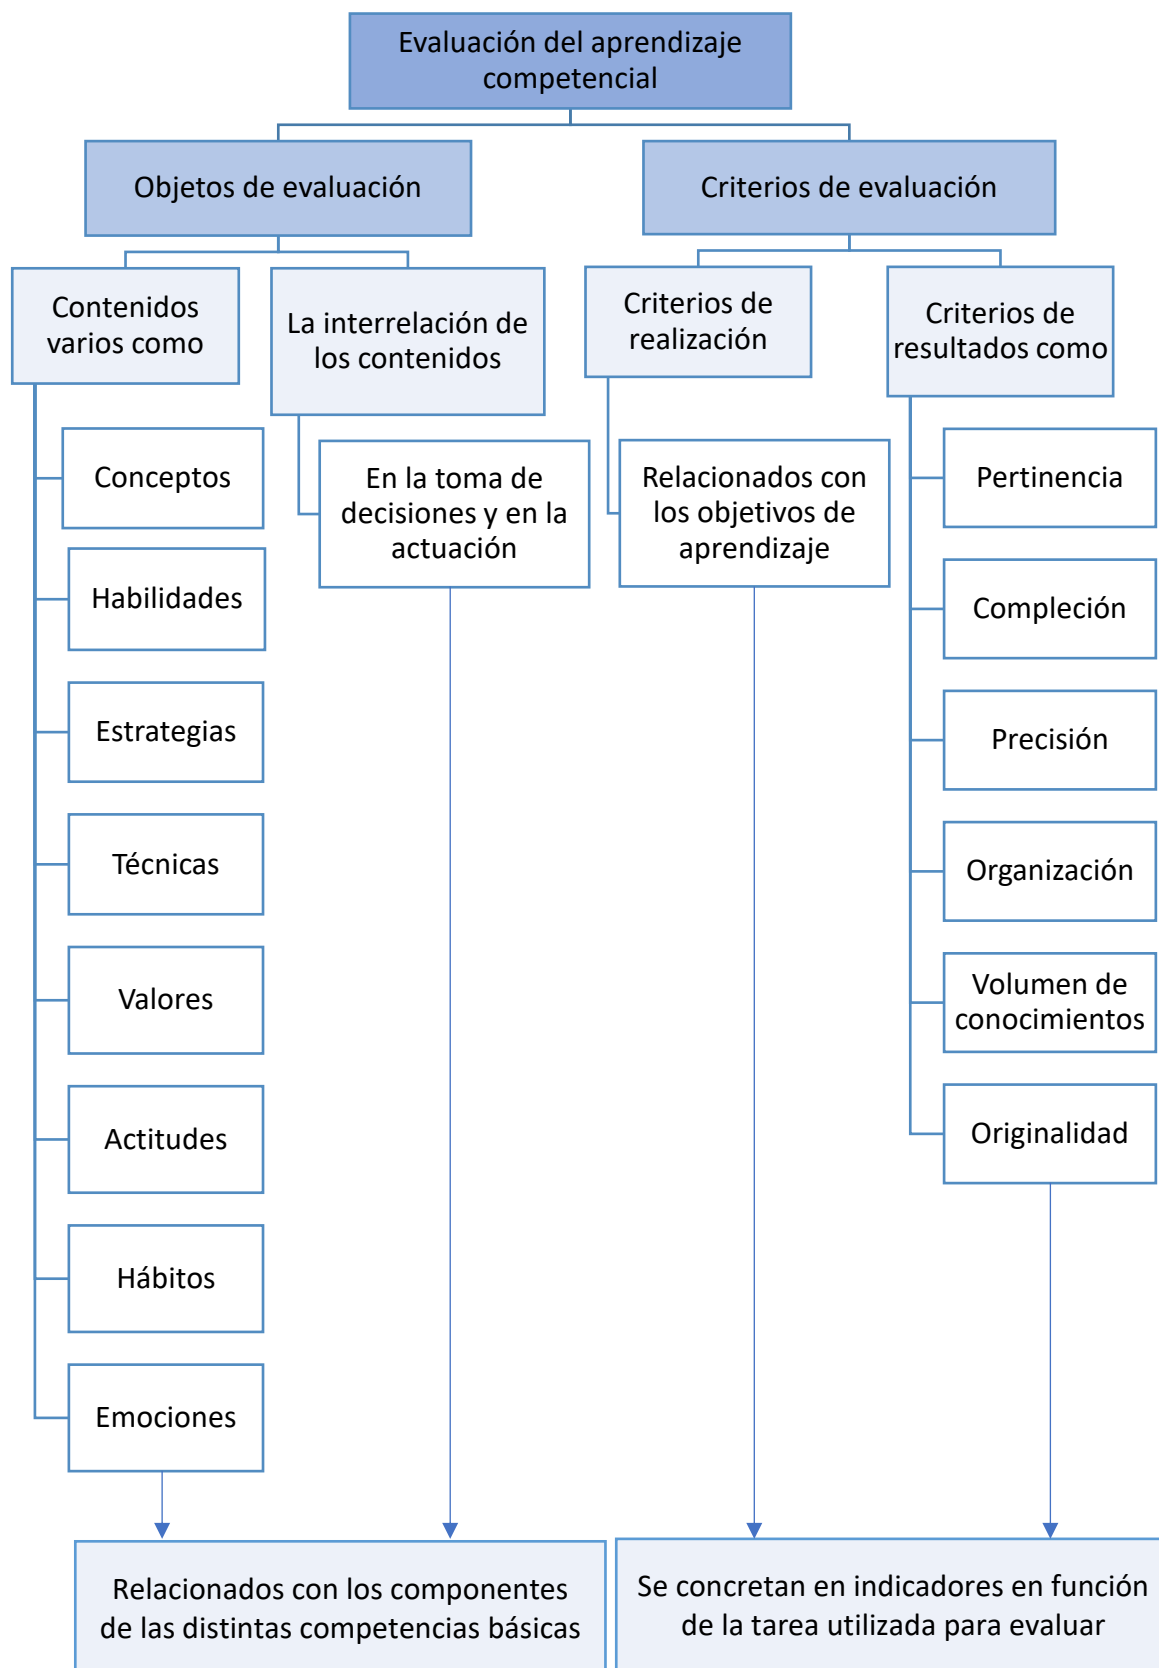 Evaluación del aprendizaje
competencial
Objetos de evaluación
Criterios de evaluación
Contenidos
varios como
La interrelación de
los contenidos
Criterios de
realización
Criterios de
resultados como
Conceptos
Habilidades
Estrategias
Técnicas
Valores
Actitudes
Hábitos
Emociones
En la toma de
decisiones y en la
actuación
Relacionados con
los objetivos de
aprendizaje
Pertinencia
Compleción
Precisión
Organización
Volumen de
conocimientos
Originalidad
Relacionados con los componentes
de las distintas competencias básicas
Se concretan en indicadores en función
de la tarea utilizada para evaluar